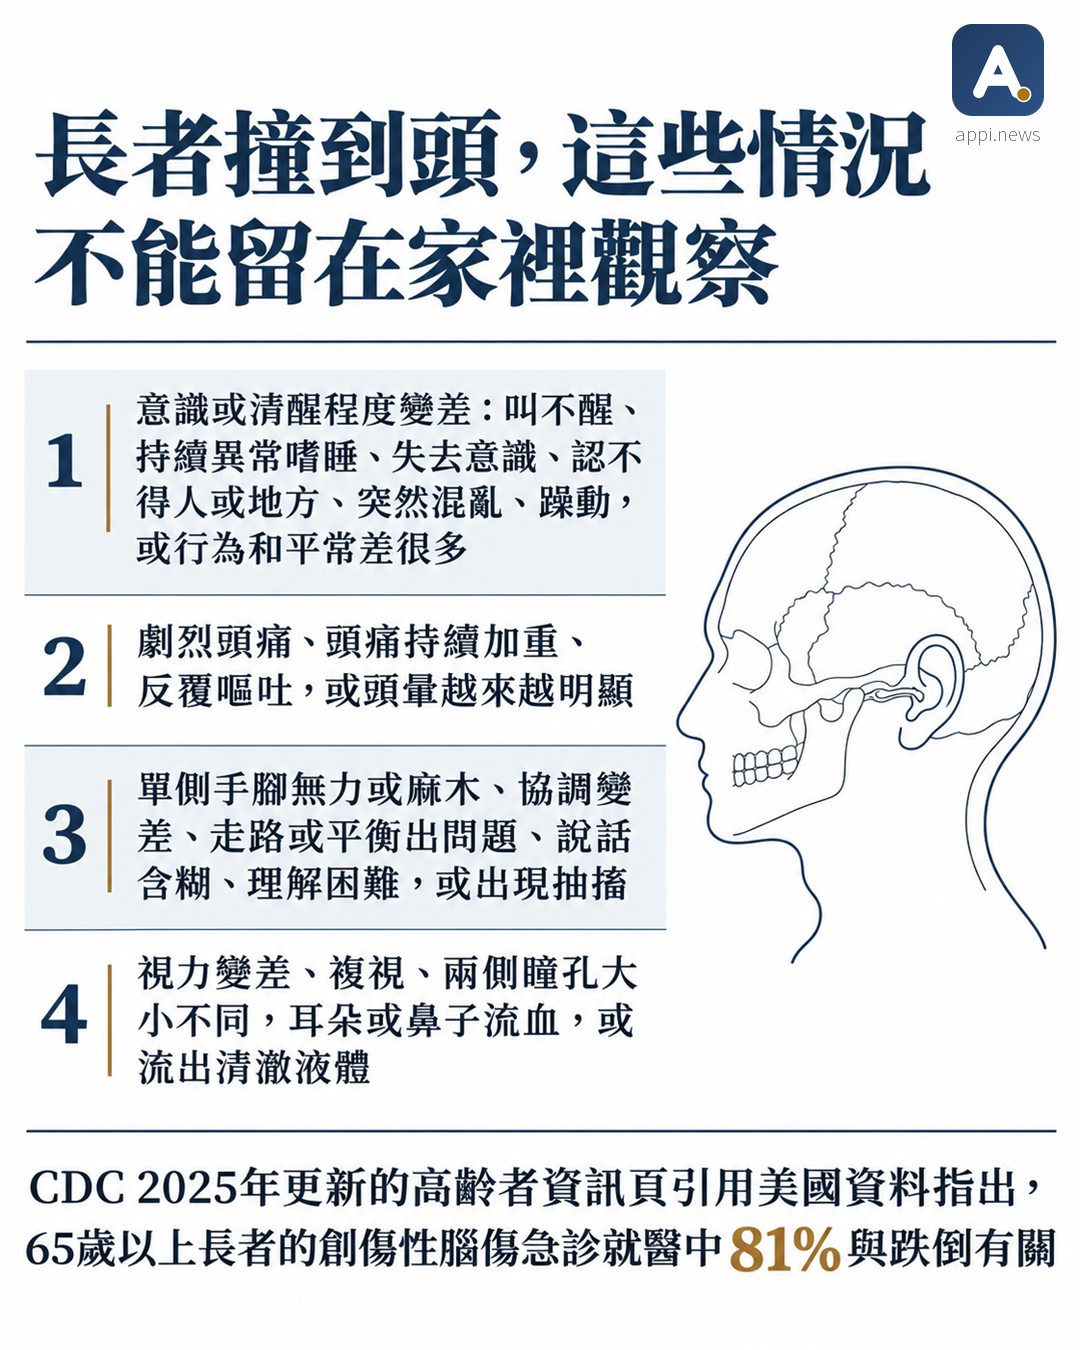 A
appi.news
長者撞到頭，這些情況
不能留在家裡觀察
1
意識或清醒程度變差：叫不醒、
持續異常嗜睡、失去意識、認不
得人或地方、突然混亂、躁動，
或行為和平常差很多
2
劇烈頭痛、頭痛持續加重、
反覆嘔吐，或頭暈越來越明顯
3
單側手腳無力或麻木、協調變
差、走路或平衡出問題、說話
含糊、理解困難，或出現抽搐
4
視力變差、複視、兩側瞳孔大
小不同，耳朵或鼻子流血，或
流出清澈液體
CDC 2025年更新的高齡者資訊頁引用美國資料指出，
65歲以上長者的創傷性腦傷急診就醫中81%與跌倒有關